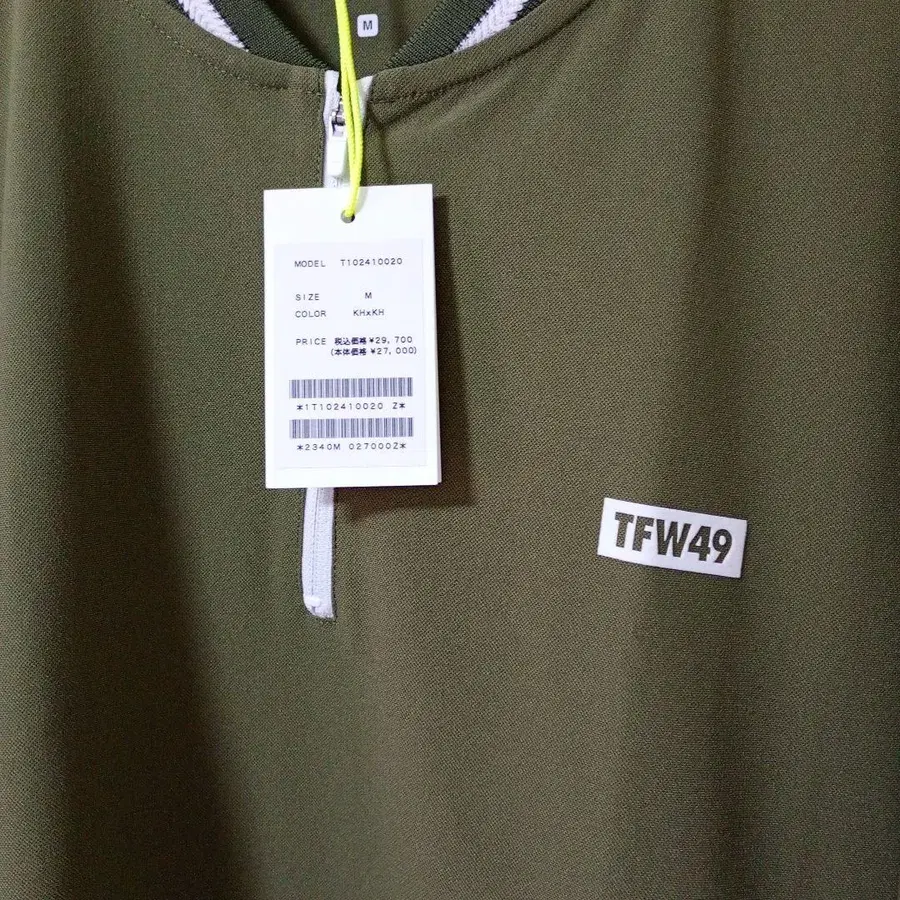 M
MODEL T102410020
SIZE M
COLOR KHxKH
PRICE 税込価格 ¥29,700
(本体価格 ¥27,000)
*1T102410020 Z*
*2340M 027000Z*
TFW49